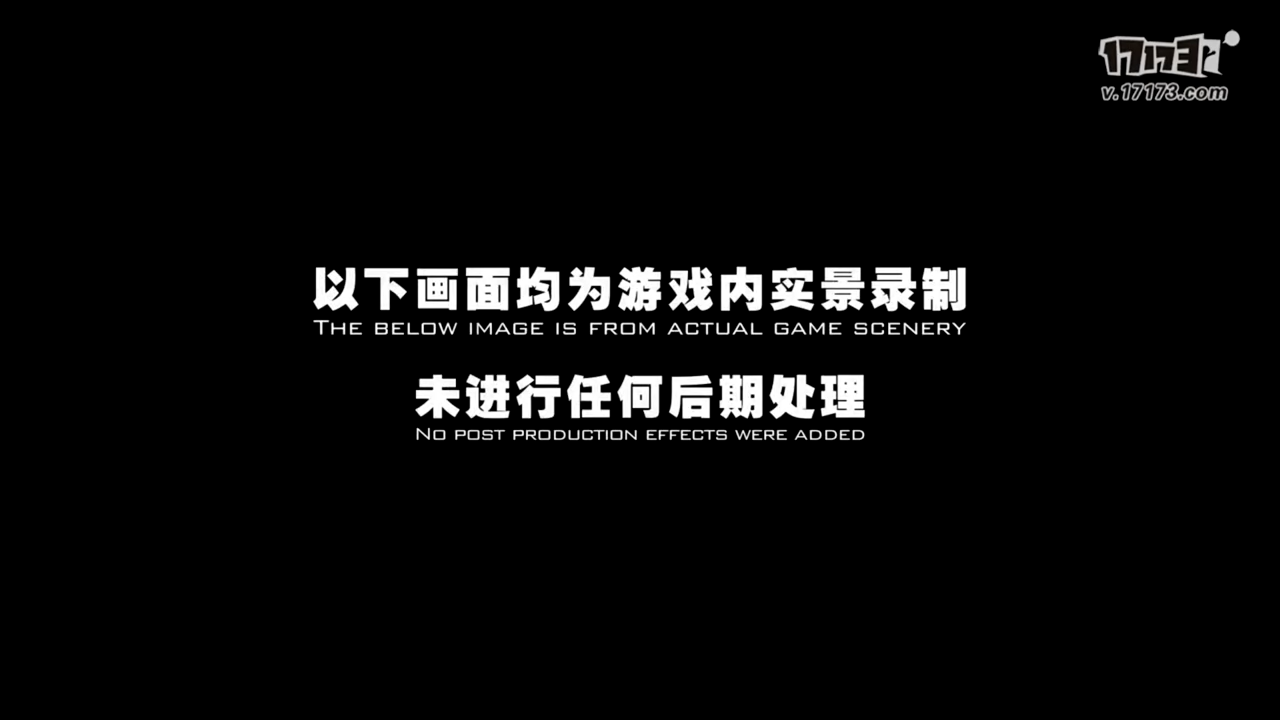 17173
v.17173.com
以下画面均为游戏内实景录制
THE BELOW IMAGE IS FROM ACTUAL GAME SCENERY
未进行任何后期处理
NO POST PRODUCTION EFFECTS WERE ADDED